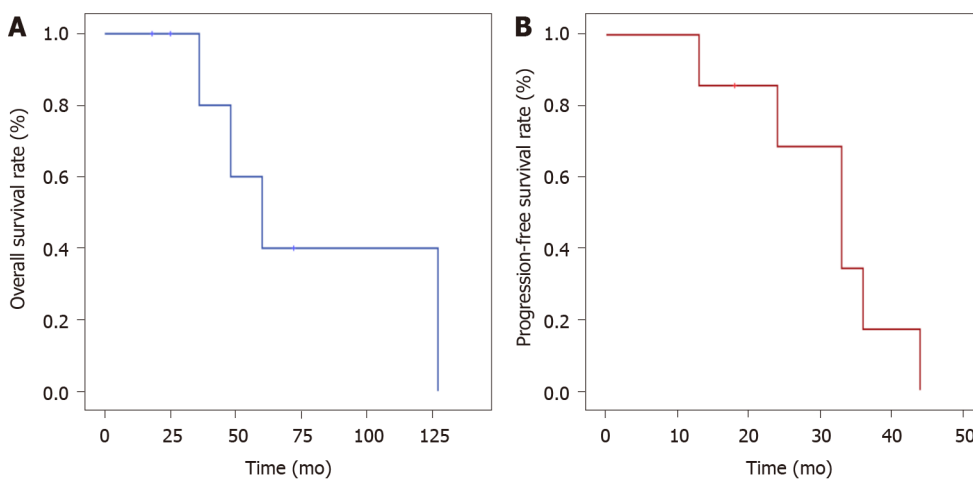 A
Overall survival rate (%)
1.0
0.8
0.6
0.4
0.2
0.0
0 25 50 75 100 125
Time (mo)
B
Progression-free survival rate (%)
1.0
0.8
0.6
0.4
0.2
0.0
0 10 20 30 40 50
Time (mo)